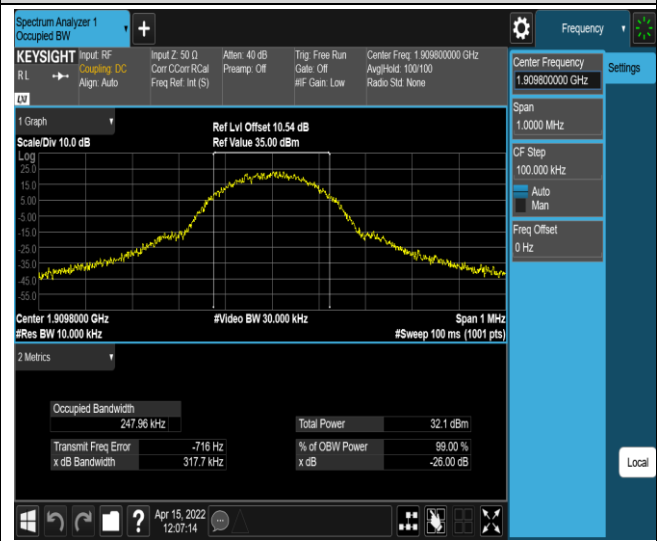 Spectrum Analyzer 1
Occupied BW
Frequency
KEYSIGHT Input: RF Input Z: 50 Ω Atten: 40 dB Trig: Free Run Center Freq: 1.909800000 GHz
RL Coupling: DC Corr CCorr RCal Preamp: Off Gate: Off Avg|Hold: 100/100
Align: Auto Freq Ref: Int (S) #IF Gain: Low Radio Std: None
Center Frequency
1.909800000 GHz
Settings
Span
1.0000 MHz
CF Step
100.000 kHz
Auto
Man
Freq Offset
0 Hz
1 Graph
Ref Lvl Offset 10.54 dB
Scale/Div 10.0 dB Ref Value 35.00 dBm
Log
25.0
15.0
5.00
-5.00
-15.0
-25.0
-35.0
-45.0
-55.0
Center 1.9098000 GHz #Video BW 30.000 kHz Span 1 MHz
#Res BW 10.000 kHz #Sweep 100 ms (1001 pts)
2 Metrics
Occupied Bandwidth
247.96 kHz Total Power 32.1 dBm
Transmit Freq Error -716 Hz % of OBW Power 99.00 %
x dB Bandwidth 317.7 kHz x dB -26.00 dB
Local
Apr 15, 2022
12:07:14